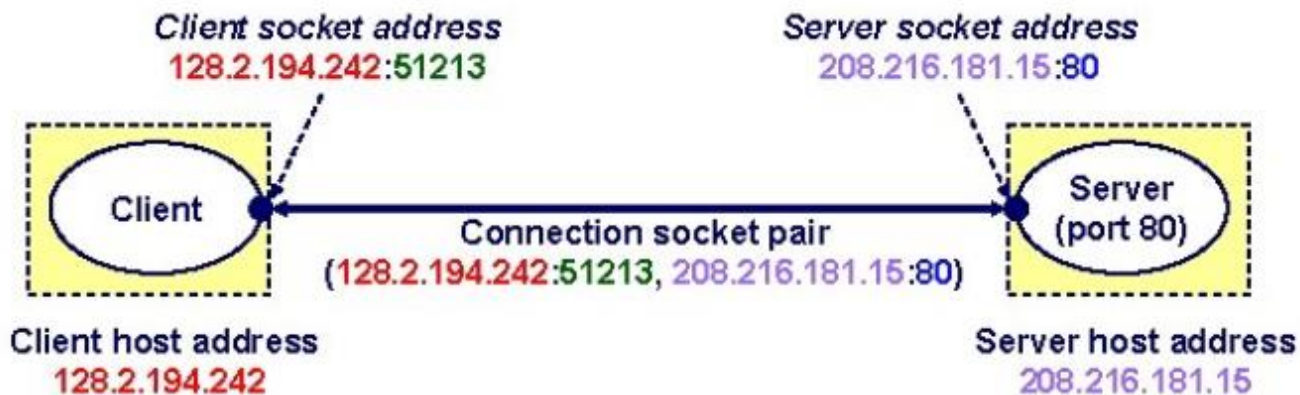 Client socket address
128.2.194.242:51213
Server socket address
208.216.181.15:80
Client
Server
(port 80)
Connection socket pair
(128.2.194.242:51213, 208.216.181.15:80)
Client host address
128.2.194.242
Server host address
208.216.181.15